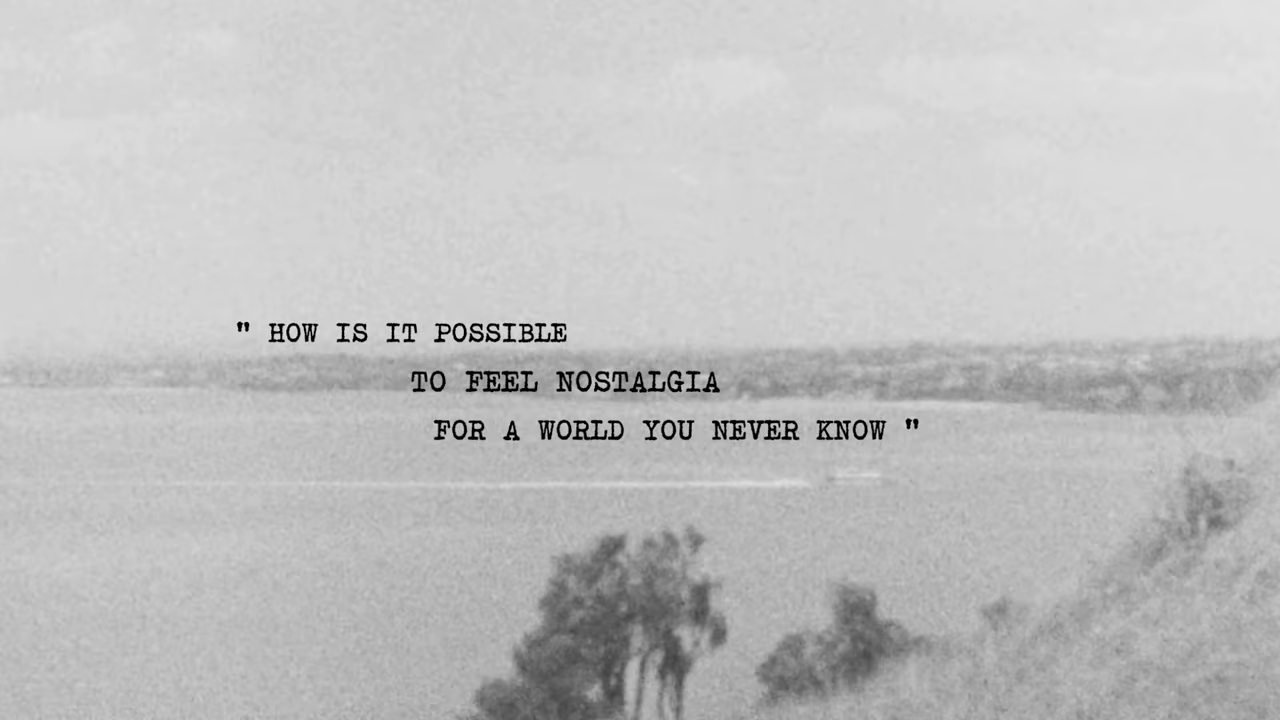 " HOW IS IT POSSIBLE
TO FEEL NOSTALGIA
FOR A WORLD YOU NEVER KNOW "